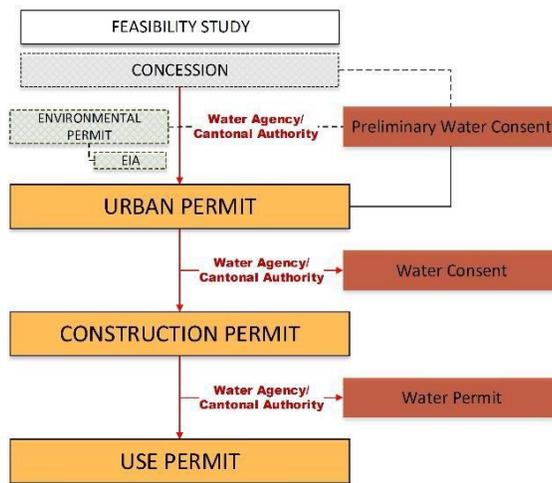 FEASIBILITY STUDY
CONCESSION
ENVIRONMENTAL
PERMIT
EIA
Water Agency/
Cantonal Authority
Preliminary Water Consent
URBAN PERMIT
Water Agency/
Cantonal Authority
Water Consent
CONSTRUCTION PERMIT
Water Agency/
Cantonal Authority
Water Permit
USE PERMIT